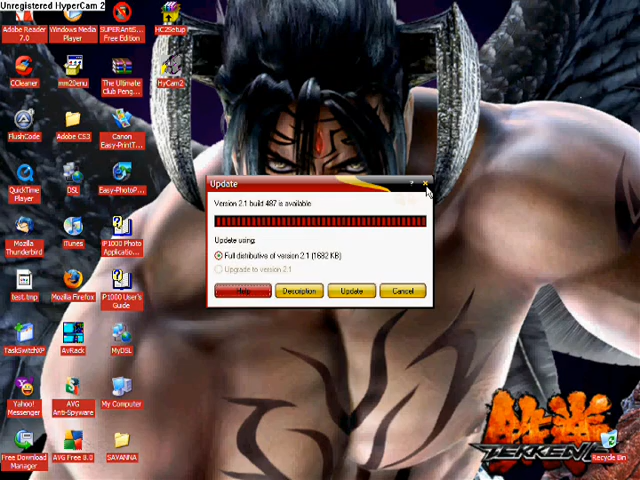 Unregistered HyperCam 2
Adobe Reader
7.0
Windows Media
Player
SUPERAntiS...
Free Edition
HC2Setup
CCleaner
mm20enu
The Ultimate
Club Peng...
HyCam2
FlushCode
Adobe CS3
Canon
Easy-PrintT...
QuickTime
Player
DSL
Easy-PhotoP...
Mozilla
Thunderbird
iTunes
iP1000 Photo
Applicatio...
test.tmp
Mozilla Firefox
iP1000 User's
Guide
TaskSwitchXP
AvRack
MyDSL
Yahoo!
Messenger
AVG
Anti-Spyware
My Computer
Free Download
Manager
AVG Free 8.0
SAVANNA
Update
?
Version 2.1 build 487 is available
Update using:
Full distributive of version 2.1 (1682 KB)
Upgrade to version 2.1
Help
Description
Update
Cancel
鉄拳
TEKKEN
Recycle Bin